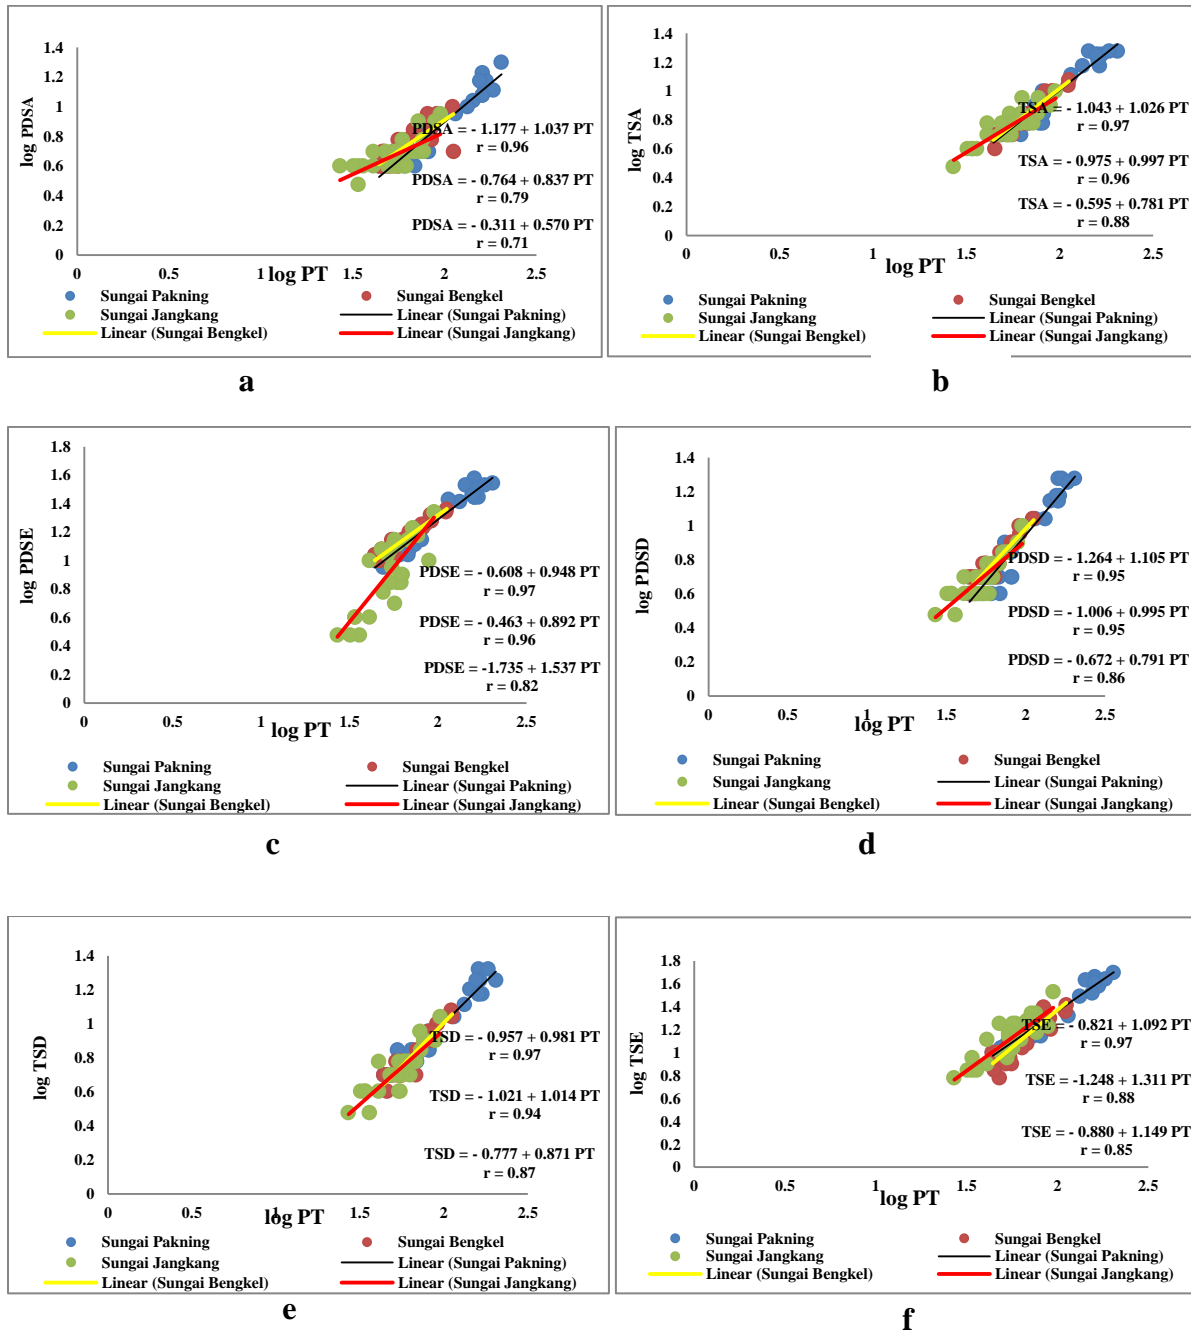 1.4
1.2
1
0.8
0.6
0.4
0.2
0
log PDSA
PDSA = - 1.177 + 1.037 PT
r = 0.96
PDSA = - 0.764 + 0.837 PT
r = 0.79
PDSA = - 0.311 + 0.570 PT
r = 0.71
0 0.5 1 1.5 2 2.5
log PT
Sungai Pakning Sungai Bengkel
Sungai Jangkang Linear (Sungai Pakning)
Linear (Sungai Bengkel) Linear (Sungai Jangkang)
a
1.4
1.2
1
0.8
0.6
0.4
0.2
0
log TSA
TSA = - 1.043 + 1.026 PT
r = 0.97
TSA = - 0.975 + 0.997 PT
r = 0.96
TSA = - 0.595 + 0.781 PT
r = 0.88
0 0.5 1 1.5 2 2.5
log PT
Sungai Pakning Sungai Bengkel
Sungai Jangkang Linear (Sungai Pakning)
Linear (Sungai Bengkel) Linear (Sungai Jangkang)
b
1.8
1.6
1.4
1.2
1
0.8
0.6
0.4
0.2
0
log PDSE
PDSE = - 0.608 + 0.948 PT
r = 0.97
PDSE = - 0.463 + 0.892 PT
r = 0.96
PDSE = -1.735 + 1.537 PT
r = 0.82
0 0.5 1 1.5 2 2.5
log PT
Sungai Pakning Sungai Bengkel
Sungai Jangkang Linear (Sungai Pakning)
Linear (Sungai Bengkel) Linear (Sungai Jangkang)
c
1.4
1.2
1
0.8
0.6
0.4
0.2
0
log PDSD
PDSD = - 1.264 + 1.105 PT
r = 0.95
PDSD = - 1.006 + 0.995 PT
r = 0.95
PDSD = - 0.672 + 0.791 PT
r = 0.86
0 0.5 1 1.5 2 2.5
log PT
Sungai Pakning Sungai Bengkel
Sungai Jangkang Linear (Sungai Pakning)
Linear (Sungai Bengkel) Linear (Sungai Jangkang)
d
1.4
1.2
1
0.8
0.6
0.4
0.2
0
log TSD
TSD = - 0.957 + 0.981 PT
r = 0.97
TSD = - 1.021 + 1.014 PT
r = 0.94
TSD = - 0.777 + 0.871 PT
r = 0.87
0 0.5 1 1.5 2 2.5
log PT
Sungai Pakning Sungai Bengkel
Sungai Jangkang Linear (Sungai Pakning)
Linear (Sungai Bengkel) Linear (Sungai Jangkang)
e
1.8
1.6
1.4
1.2
1
0.8
0.6
0.4
0.2
0
log TSE
TSE = - 0.821 + 1.092 PT
r = 0.97
TSE = -1.248 + 1.311 PT
r = 0.88
TSE = - 0.880 + 1.149 PT
r = 0.85
0 0.5 1 1.5 2 2.5
log PT
Sungai Pakning Sungai Bengkel
Sungai Jangkang Linear (Sungai Pakning)
Linear (Sungai Bengkel) Linear (Sungai Jangkang)
f